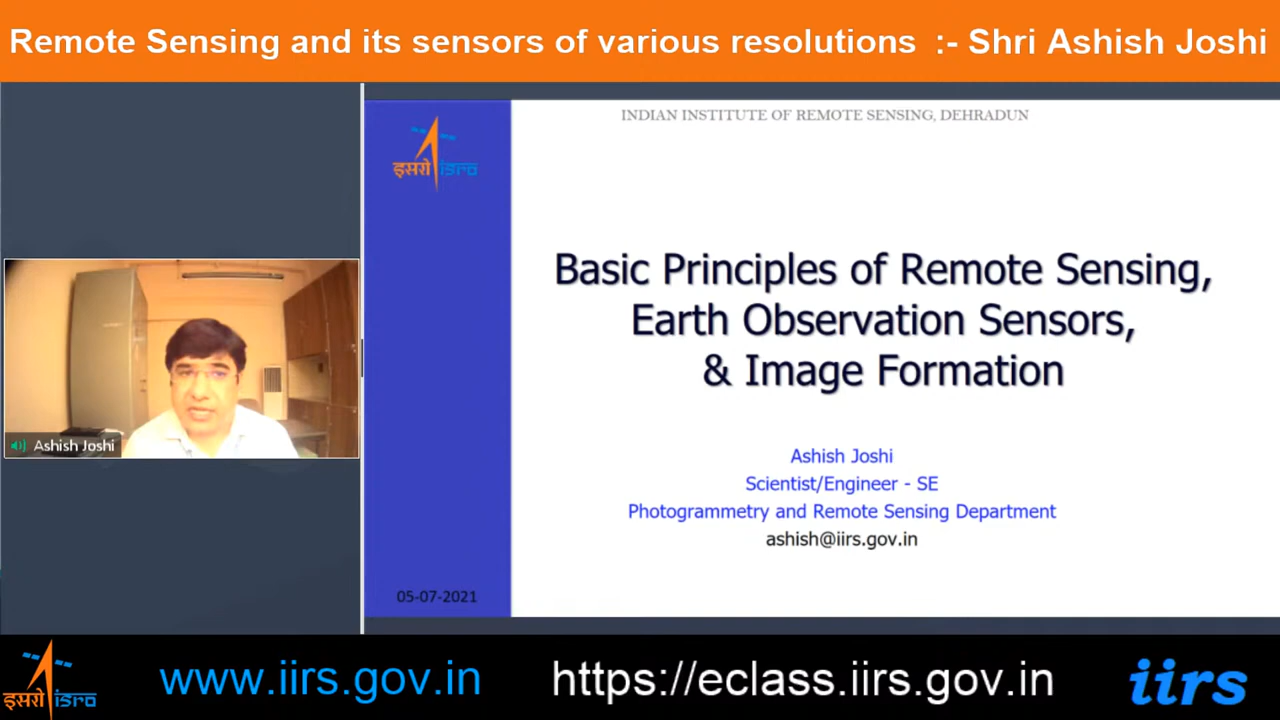 Remote Sensing and its sensors of various resolutions :- Shri Ashish Joshi
INDIAN INSTITUTE OF REMOTE SENSING, DEHRADUN
इसरो isro
Basic Principles of Remote Sensing,
Earth Observation Sensors,
& Image Formation
Ashish Joshi
Ashish Joshi
Scientist/Engineer - SE
Photogrammetry and Remote Sensing Department
ashish@iirs.gov.in
05-07-2021
इसरो isro
www.iirs.gov.in
https://eclass.iirs.gov.in
iirs